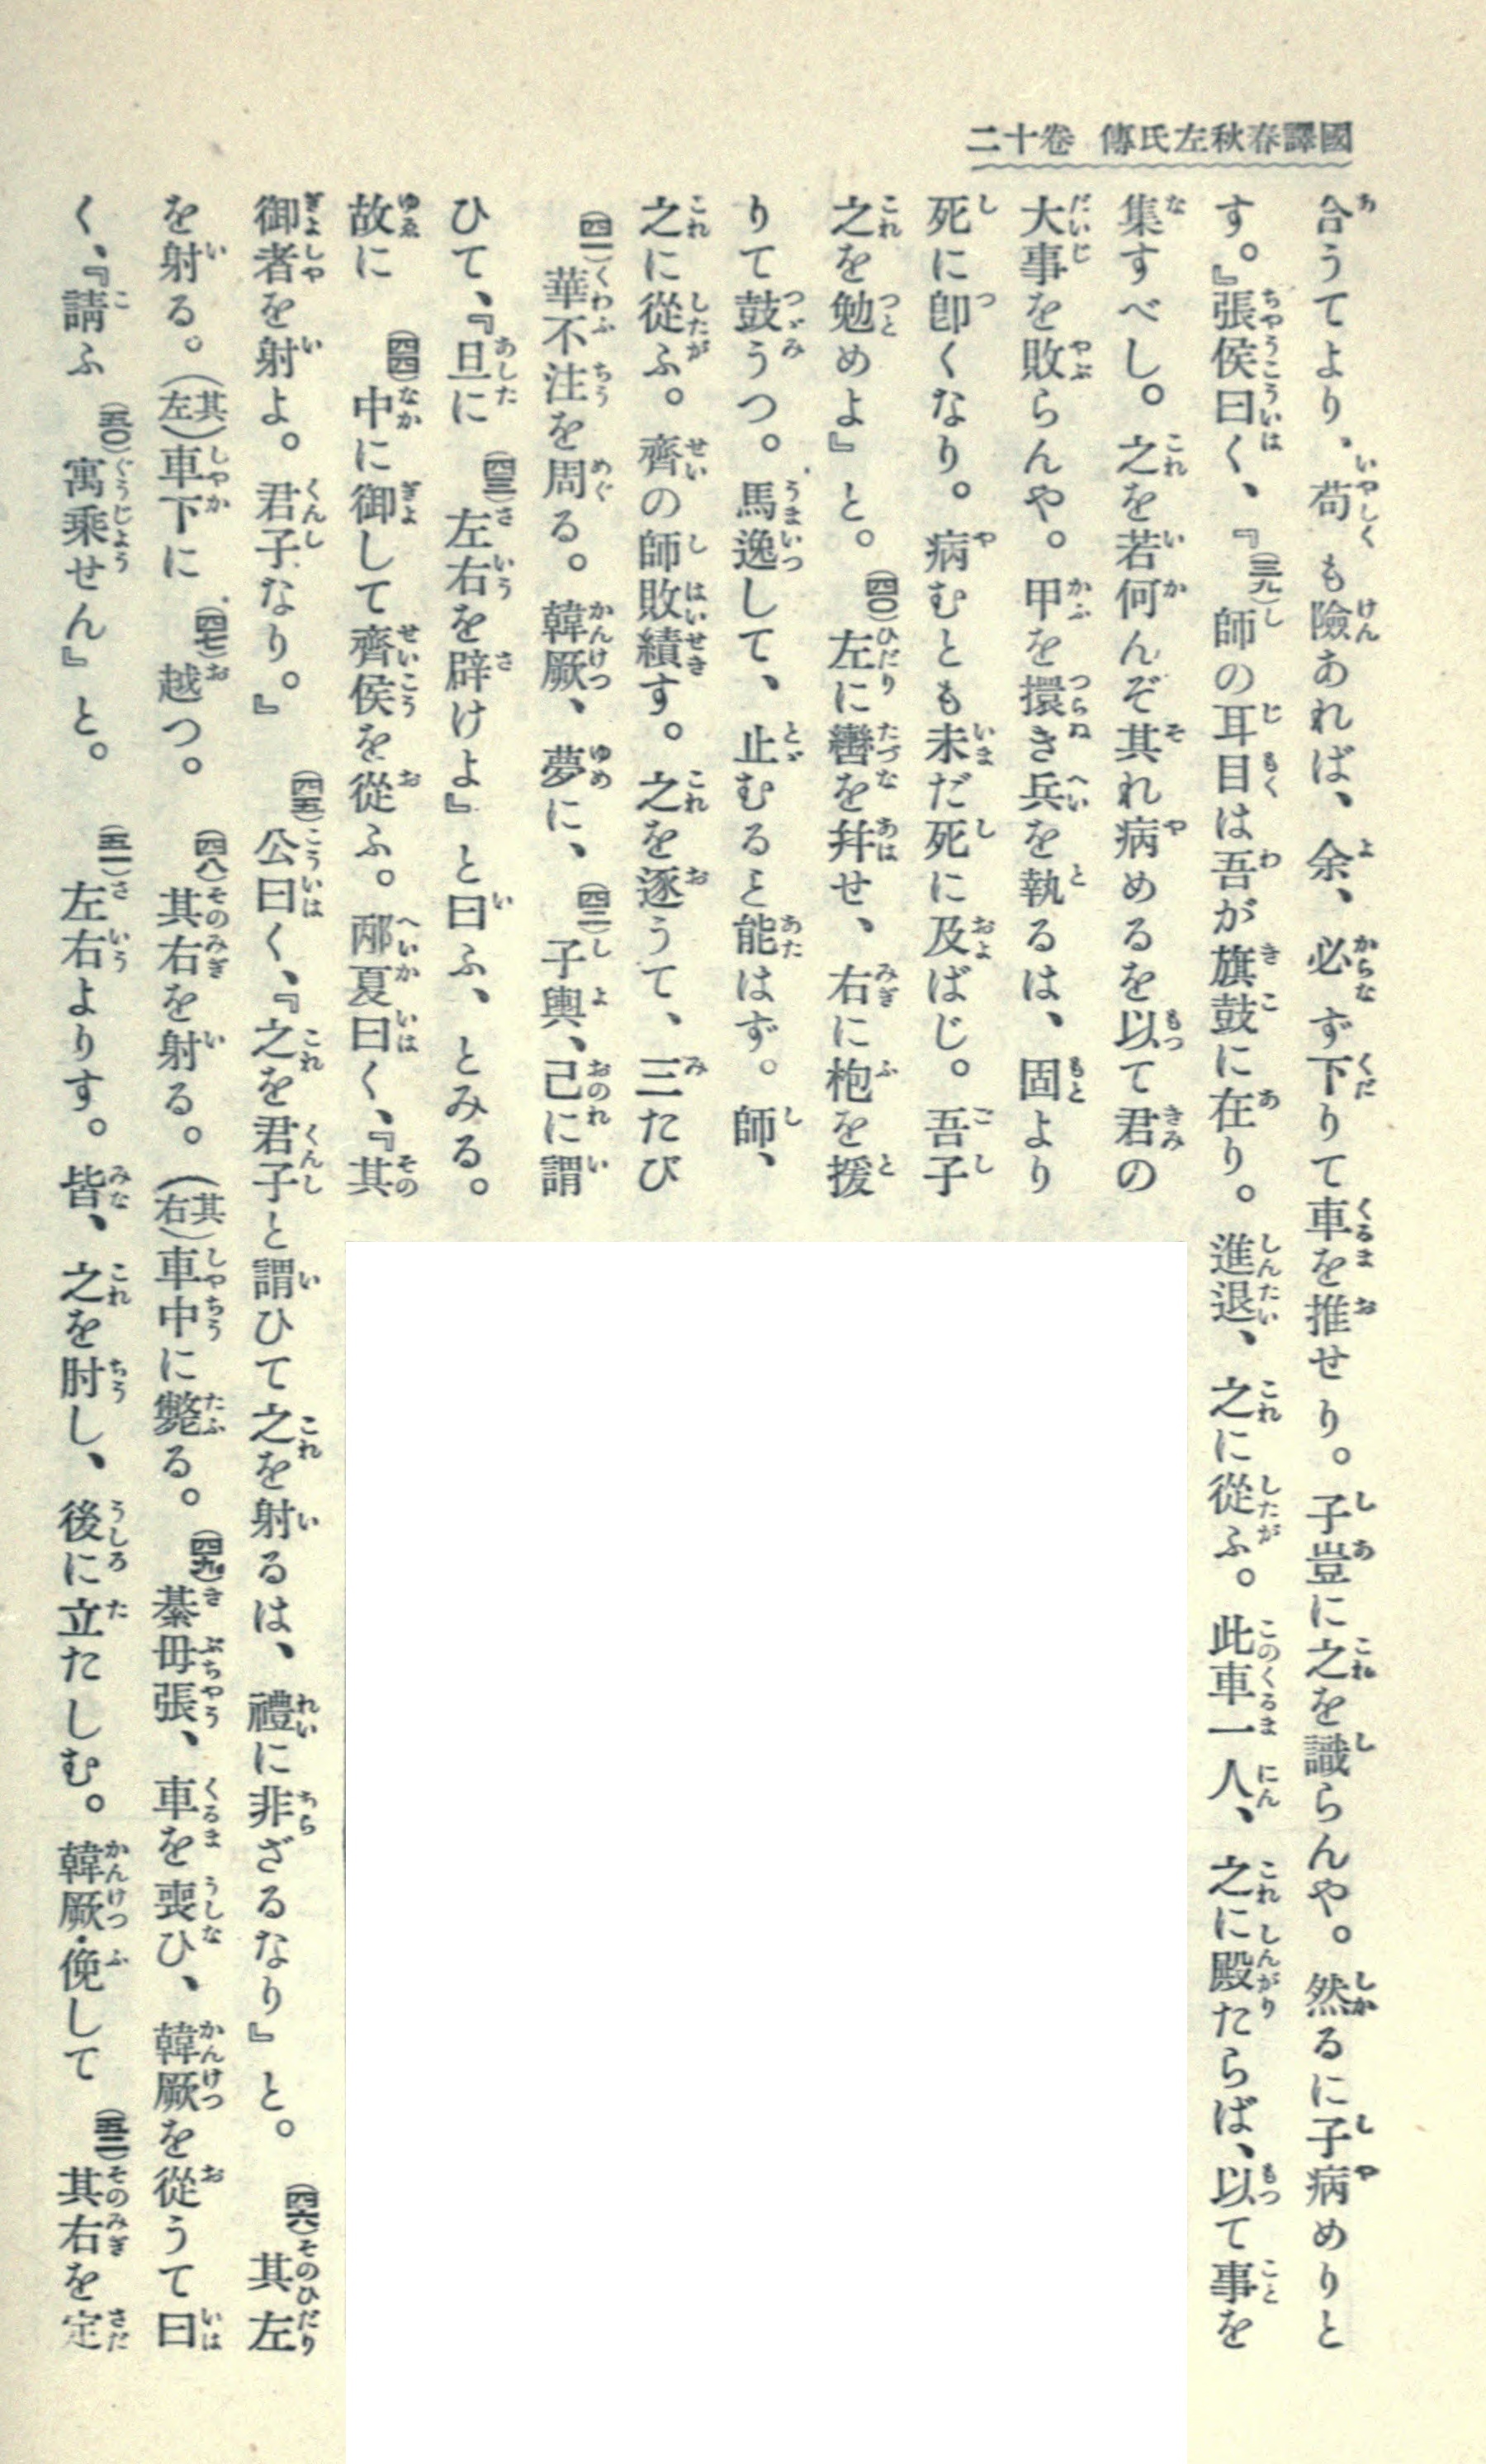 國譯春秋左氏傳 卷十二
合うてより、苟も險あれば、余、必ず下りて車を推せり。子豈に之を識らんや。然るに子病めりと
す。』張侯曰く、『(三九)師の耳目は吾が旗鼓に在り。進退、之に從ふ。此車一人、之に殿たらば、以て事を
集すべし。之を若何んぞ其れ病めるを以て君の
大事を敗らんや。甲を擐き兵を執るは、固より
死に卽くなり。病むとも未だ死に及ばじ。吾子
之を勉めよ』と。(四〇)左に轡を幷せ、右に枹を援
りて鼓うつ。馬逸して、止むると能はず。師、
之に從ふ。齊の師敗績す。之を逐うて、三たび
(四一)華不注を周る。韓厥、夢に、(四二)子輿、己に謂
ひて、『旦に(四三)左右を辟けよ』と曰ふ、とみる。
故に(四四)中に御して齊侯を從ふ。邴夏曰く、『其
御者を射よ。君子なり。』(四五)公曰く、『之を君子と謂ひて之を射るは、禮に非ざるなり』と。(四六)其左
を射る。(其左)車下に(四七)越つ。(四八)其右を射る。(其右)車中に斃る。(四九)綦毋張、車を喪ひ、韓厥を從うて曰
く、『請ふ(五〇)寓乘せん』と。(五一)左右よりす。皆、之を肘し、後に立たしむ。韓厥俛して(五二)其右を定